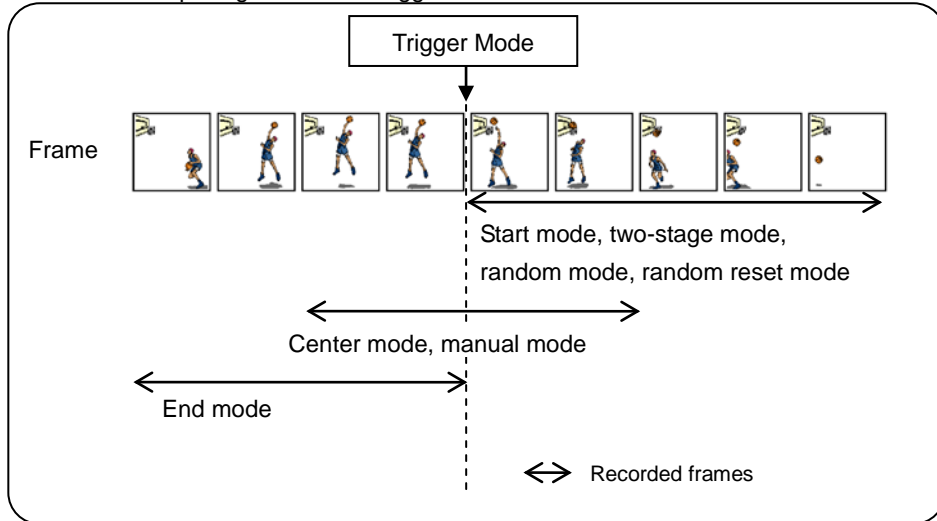 Trigger Mode
Frame
Start mode, two-stage mode,
random mode, random reset mode
Center mode, manual mode
End mode
Recorded frames